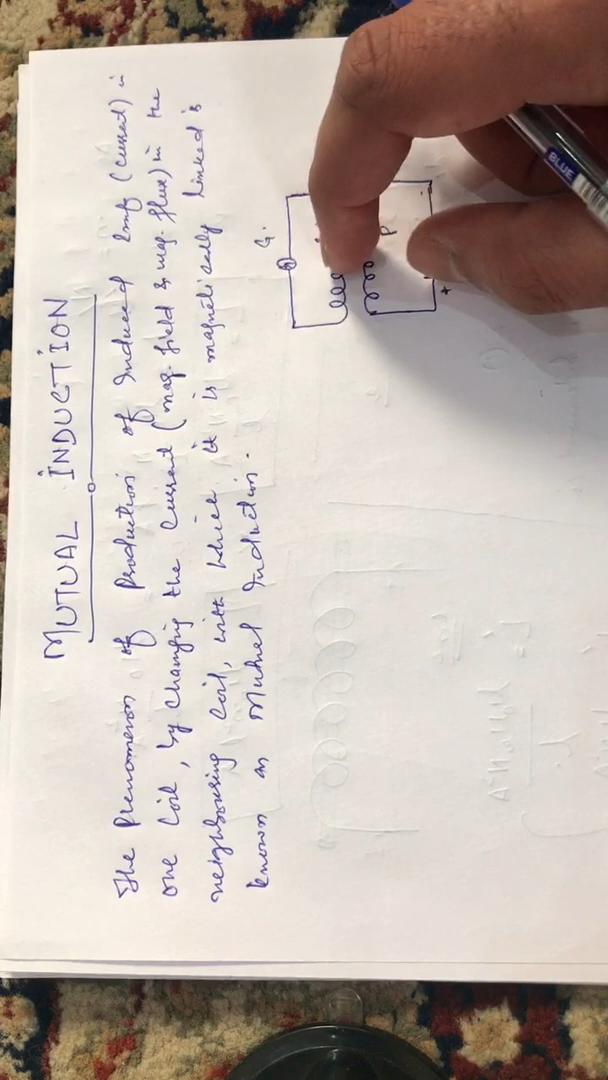 MUTUAL INDUCTION
The Phenomenon of Production of Induced Emf (current) in
one Coil, by changing the current (mag. field & mag. flux) in the
neighbouring Coil, with which it is magnetically linked is
known as Mutual Induction.
G.
P
+
-
BLUE